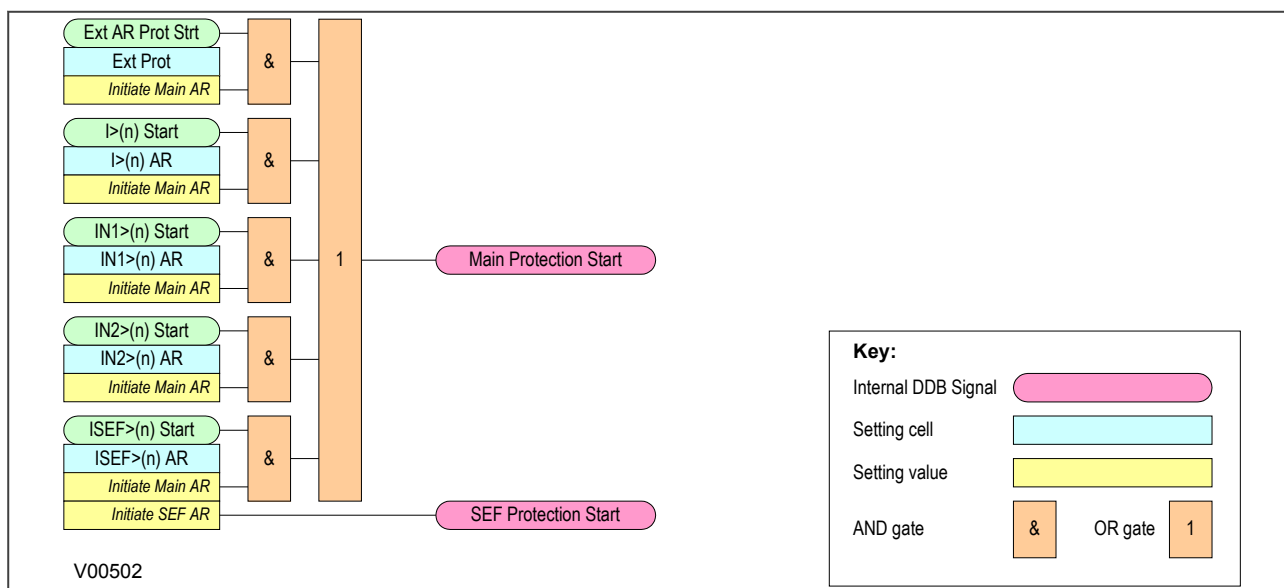 Ext AR Prot Strt
Ext Prot
Initiate Main AR
&
I>(n) Start
I>(n) AR
Initiate Main AR
&
IN1>(n) Start
IN1>(n) AR
Initiate Main AR
&
1
Main Protection Start
IN2>(n) Start
IN2>(n) AR
Initiate Main AR
&
ISEF>(n) Start
ISEF>(n) AR
Initiate Main AR
&
Initiate SEF AR
SEF Protection Start
V00502
Key:
Internal DDB Signal
Setting cell
Setting value
AND gate & OR gate 1